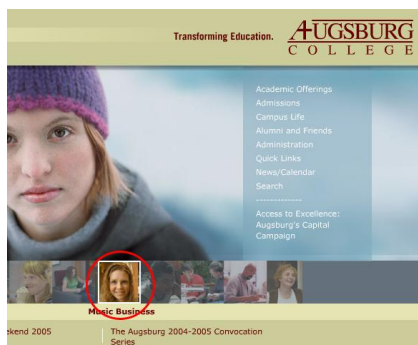 Transforming Education.
AUGSBURG
COLLEGE
Academic Offerings
Admissions
Campus Life
Alumni and Friends
Administration
Quick Links
News/Calendar
Search
--------------
Access to Excellence:
Augsburg's Capital
Campaign
Music Business
ekend 2005
The Augsburg 2004-2005 Convocation
Series